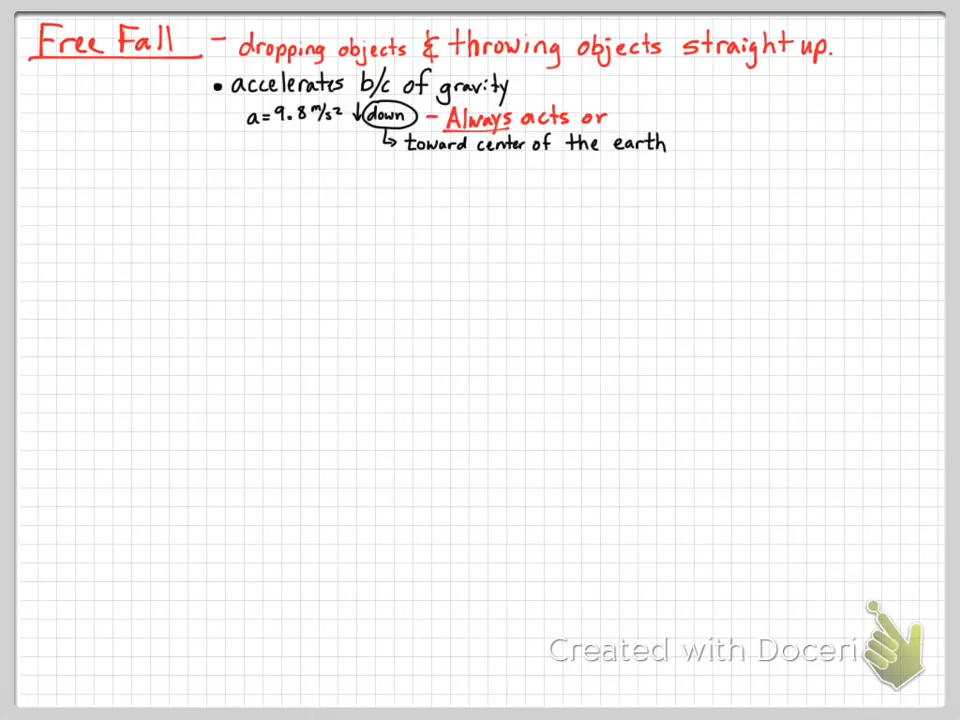 Free Fall - dropping objects & throwing objects straight up.
• accelerates b/c of gravity
a = 9.8 m/s² ↓ down - Always acts or
↳ toward center of the earth
Created with Doceri